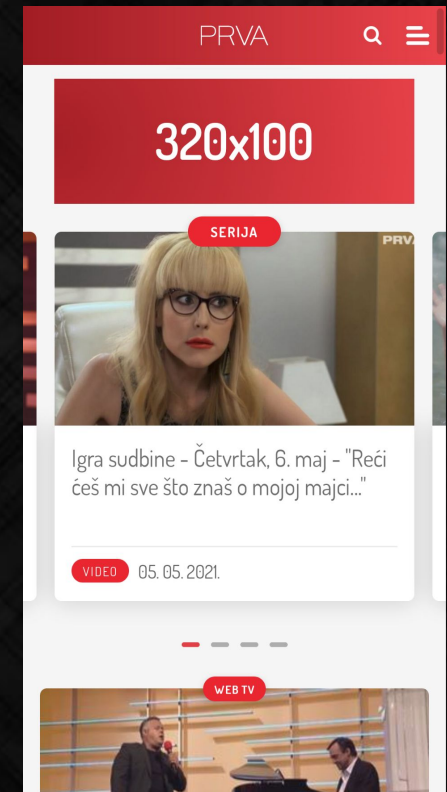 PRVA
320x100
SERIJA
PRVA
Igra sudbine - Četvrtak, 6. maj - "Reći
ćeš mi sve što znaš o mojoj majci..."
VIDEO 05. 05. 2021.
WEB TV